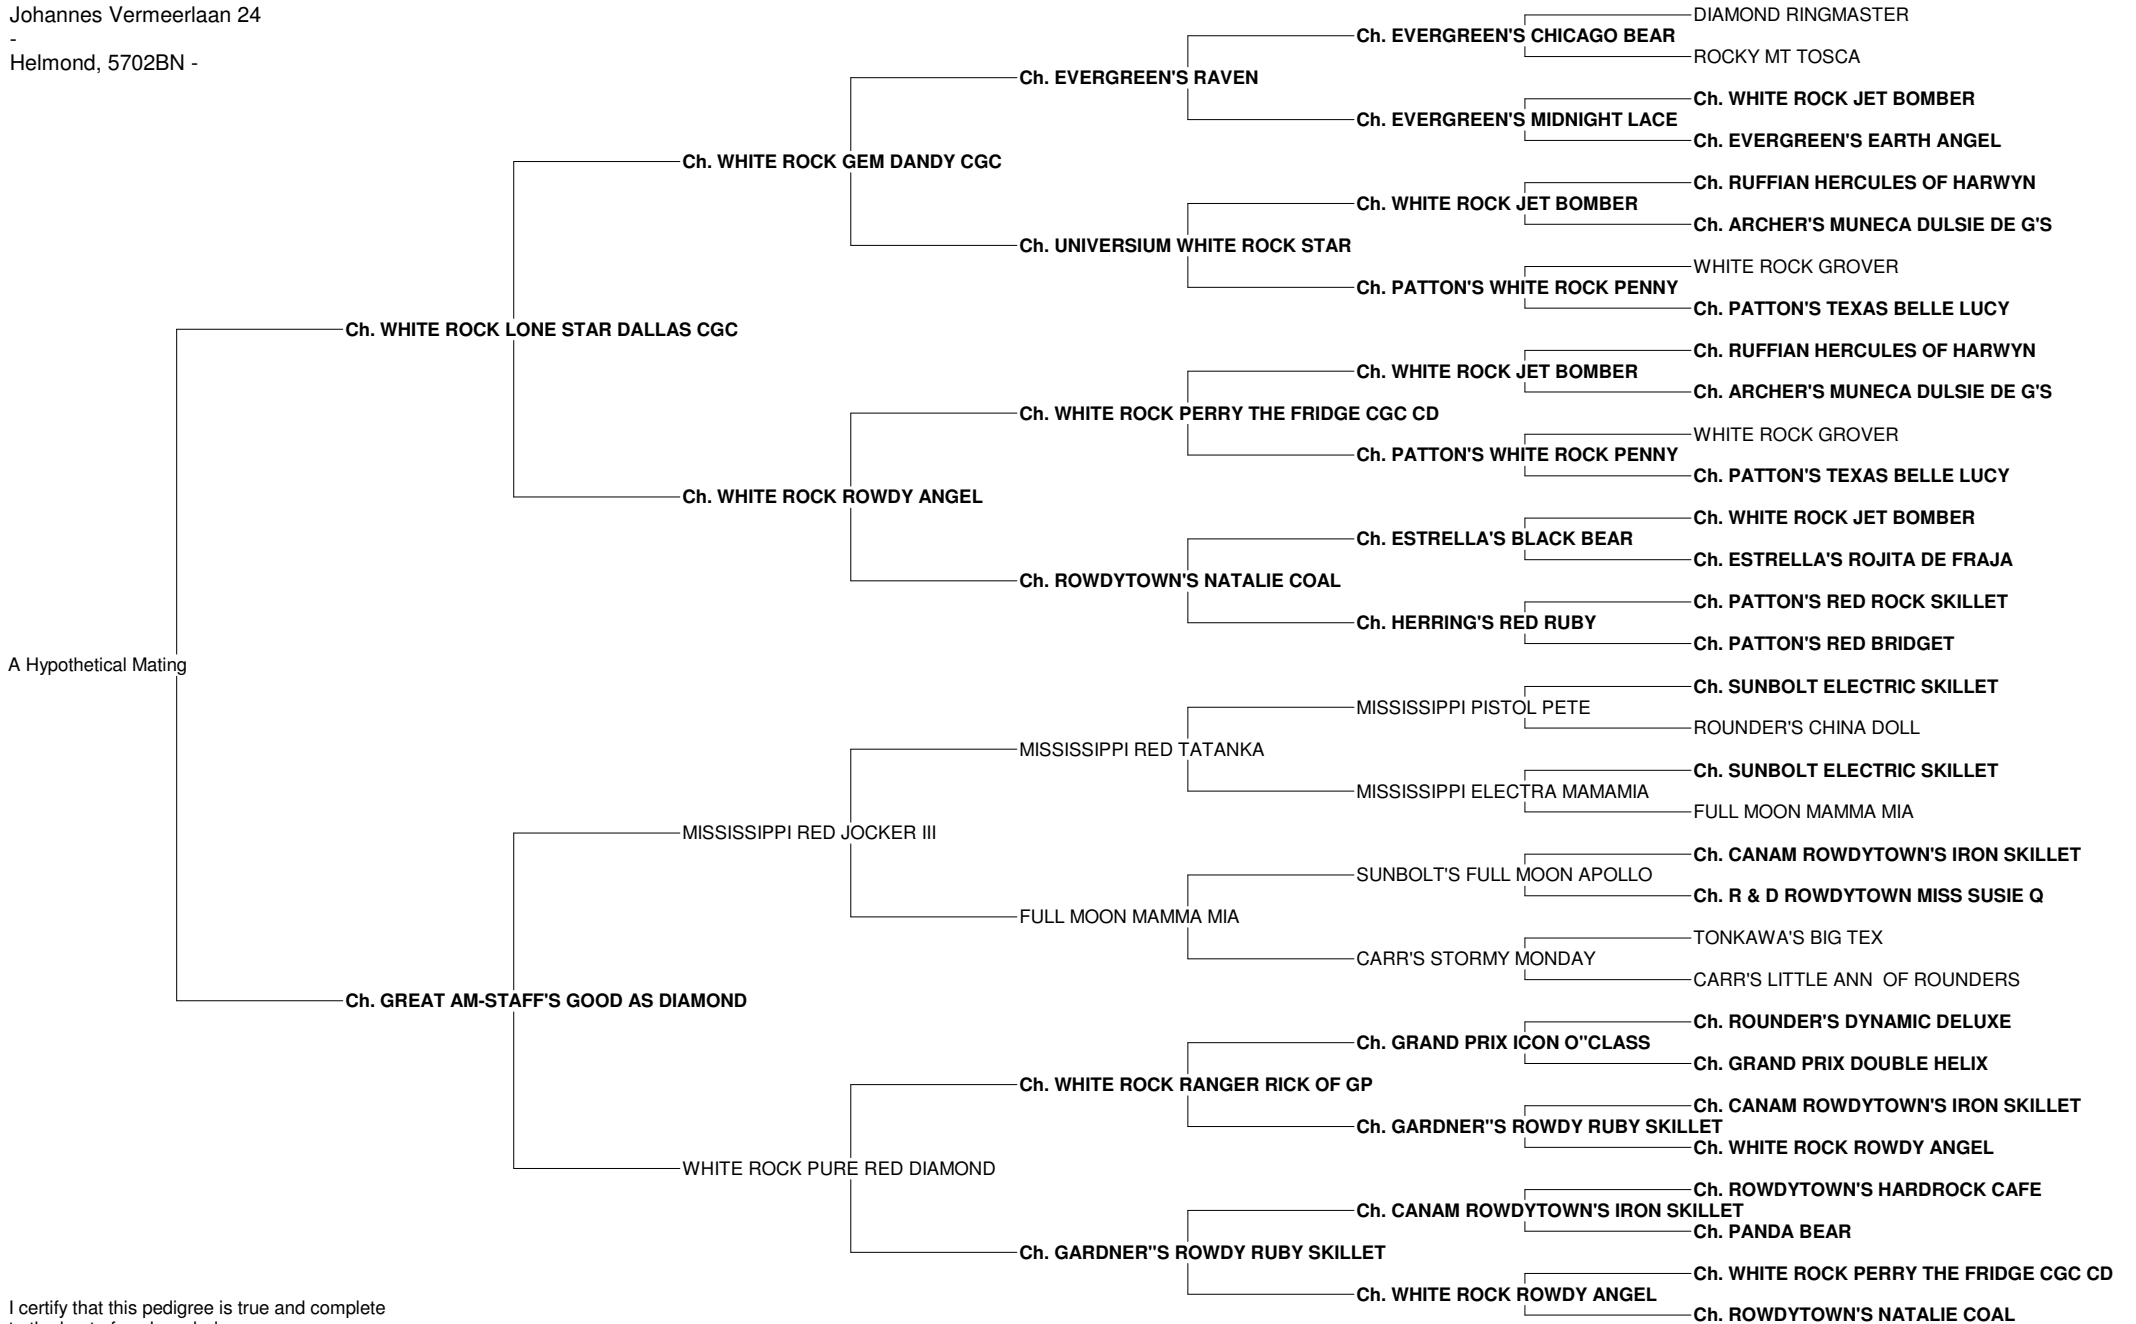 Johannes Vermeerlaan 24
-
Helmond, 5702BN -
DIAMOND RINGMASTER
Ch. EVERGREEN'S CHICAGO BEAR
ROCKY MT TOSCA
Ch. EVERGREEN'S RAVEN
Ch. WHITE ROCK JET BOMBER
Ch. EVERGREEN'S MIDNIGHT LACE
Ch. EVERGREEN'S EARTH ANGEL
Ch. WHITE ROCK GEM DANDY CGC
Ch. RUFFIAN HERCULES OF HARWYN
Ch. WHITE ROCK JET BOMBER
Ch. ARCHER'S MUNECA DULSIE DE G'S
Ch. UNIVERSIUM WHITE ROCK STAR
WHITE ROCK GROVER
Ch. PATTON'S WHITE ROCK PENNY
Ch. PATTON'S TEXAS BELLE LUCY
Ch. WHITE ROCK LONE STAR DALLAS CGC
Ch. RUFFIAN HERCULES OF HARWYN
Ch. WHITE ROCK JET BOMBER
Ch. ARCHER'S MUNECA DULSIE DE G'S
Ch. WHITE ROCK PERRY THE FRIDGE CGC CD
WHITE ROCK GROVER
Ch. PATTON'S WHITE ROCK PENNY
Ch. PATTON'S TEXAS BELLE LUCY
Ch. WHITE ROCK ROWDY ANGEL
Ch. WHITE ROCK JET BOMBER
Ch. ESTRELLA'S BLACK BEAR
Ch. ESTRELLA'S ROJITA DE FRAJA
Ch. ROWDYTOWN'S NATALIE COAL
Ch. PATTON'S RED ROCK SKILLET
Ch. HERRING'S RED RUBY
Ch. PATTON'S RED BRIDGET
A Hypothetical Mating
Ch. SUNBOLT ELECTRIC SKILLET
MISSISSIPPI PISTOL PETE
ROUNDER'S CHINA DOLL
MISSISSIPPI RED TATANKA
Ch. SUNBOLT ELECTRIC SKILLET
MISSISSIPPI ELECTRA MAMAMIA
FULL MOON MAMMA MIA
MISSISSIPPI RED JOCKER III
Ch. CANAM ROWDYTOWN'S IRON SKILLET
SUNBOLT'S FULL MOON APOLLO
Ch. R & D ROWDYTOWN MISS SUSIE Q
FULL MOON MAMMA MIA
TONKAWA'S BIG TEX
CARR'S STORMY MONDAY
CARR'S LITTLE ANN  OF ROUNDERS
Ch. GREAT AM-STAFF'S GOOD AS DIAMOND
Ch. ROUNDER'S DYNAMIC DELUXE
Ch. GRAND PRIX ICON O"CLASS
Ch. GRAND PRIX DOUBLE HELIX
Ch. WHITE ROCK RANGER RICK OF GP
Ch. CANAM ROWDYTOWN'S IRON SKILLET
Ch. GARDNER"S ROWDY RUBY SKILLET
Ch. WHITE ROCK ROWDY ANGEL
WHITE ROCK PURE RED DIAMOND
Ch. ROWDYTOWN'S HARDROCK CAFE
Ch. CANAM ROWDYTOWN'S IRON SKILLET
Ch. PANDA BEAR
Ch. GARDNER"S ROWDY RUBY SKILLET
Ch. WHITE ROCK PERRY THE FRIDGE CGC CD
Ch. WHITE ROCK ROWDY ANGEL
Ch. ROWDYTOWN'S NATALIE COAL
I certify that this pedigree is true and complete